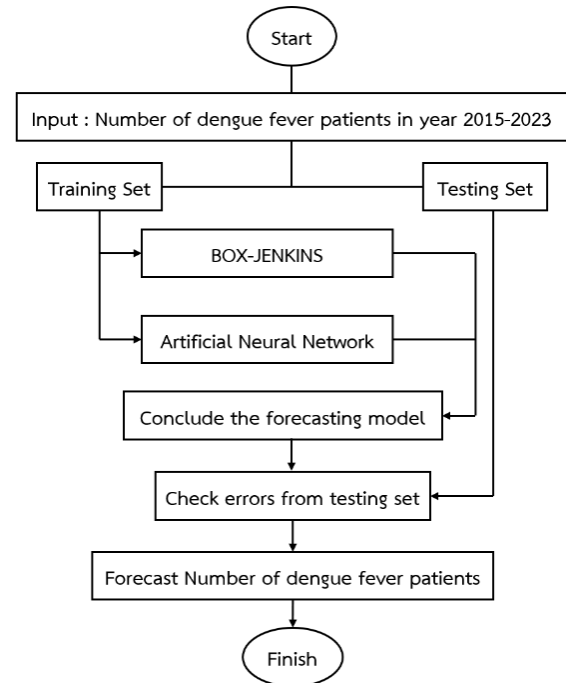 Start
Input : Number of dengue fever patients in year 2015-2023
Training Set
Testing Set
BOX-JENKINS
Artificial Neural Network
Conclude the forecasting model
Check errors from testing set
Forecast Number of dengue fever patients
Finish